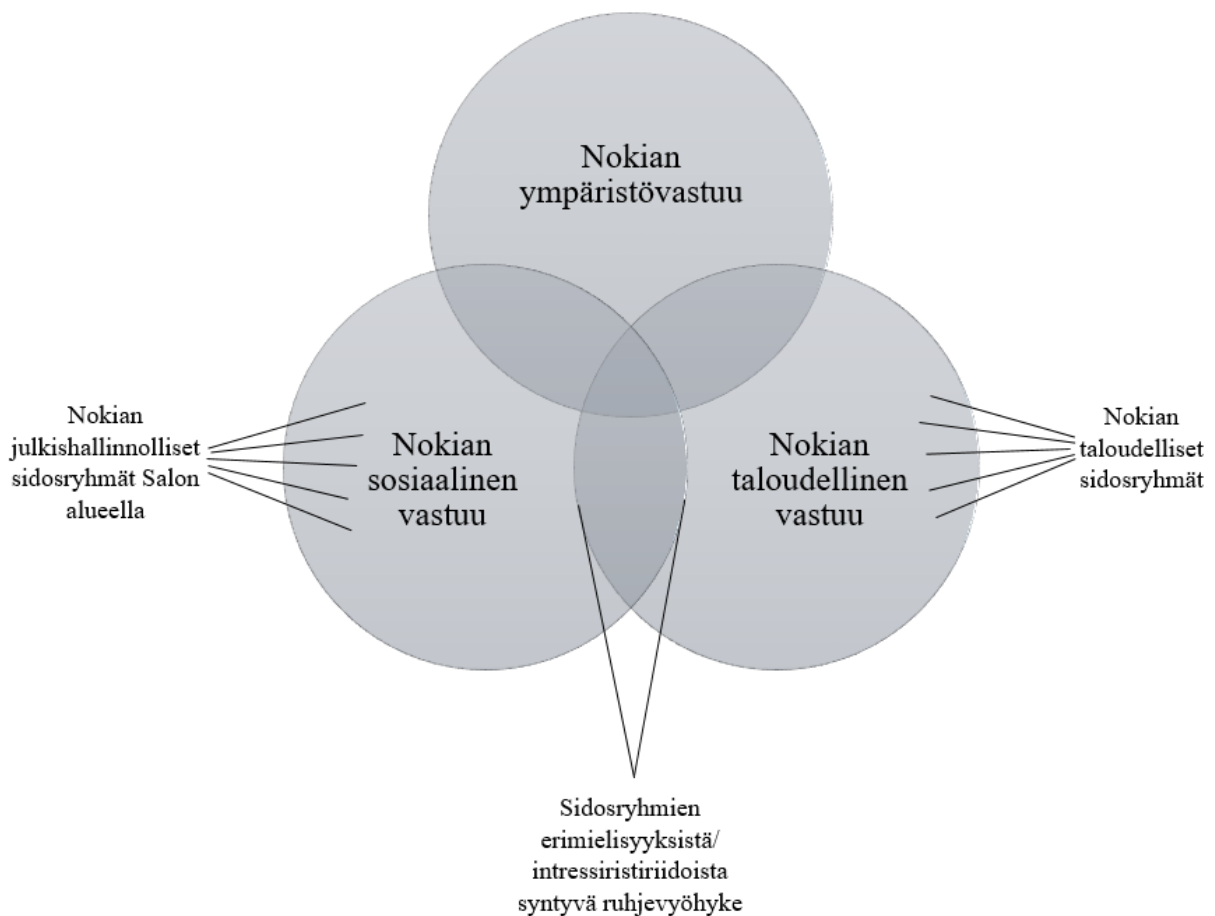 Nokian
ympäristövastuu
Nokian
julkishallinnolliset
sidosryhmät Salon
alueella
Nokian
sosiaalinen
vastuu
Nokian
taloudellinen
vastuu
Nokian
taloudelliset
sidosryhmät
Sidosryhmien
erimielisyyksistä/
intressiristiriidoista
syntyvä ruhjevyöhyke